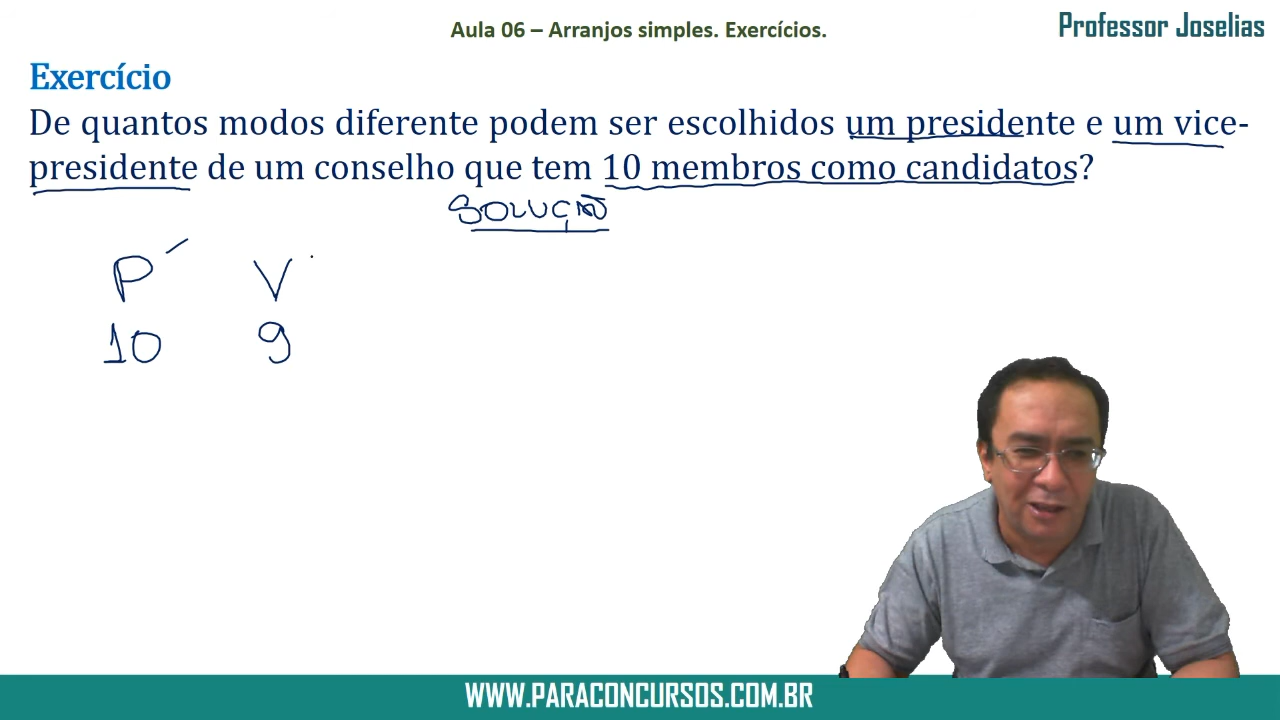 Aula 06 – Arranjos simples. Exercícios.
Professor Joselias
Exercício
De quantos modos diferente podem ser escolhidos um presidente e um vice-
presidente de um conselho que tem 10 membros como candidatos?
SOLUÇÃO
P V
10 9
WWW.PARACONCURSOS.COM.BR